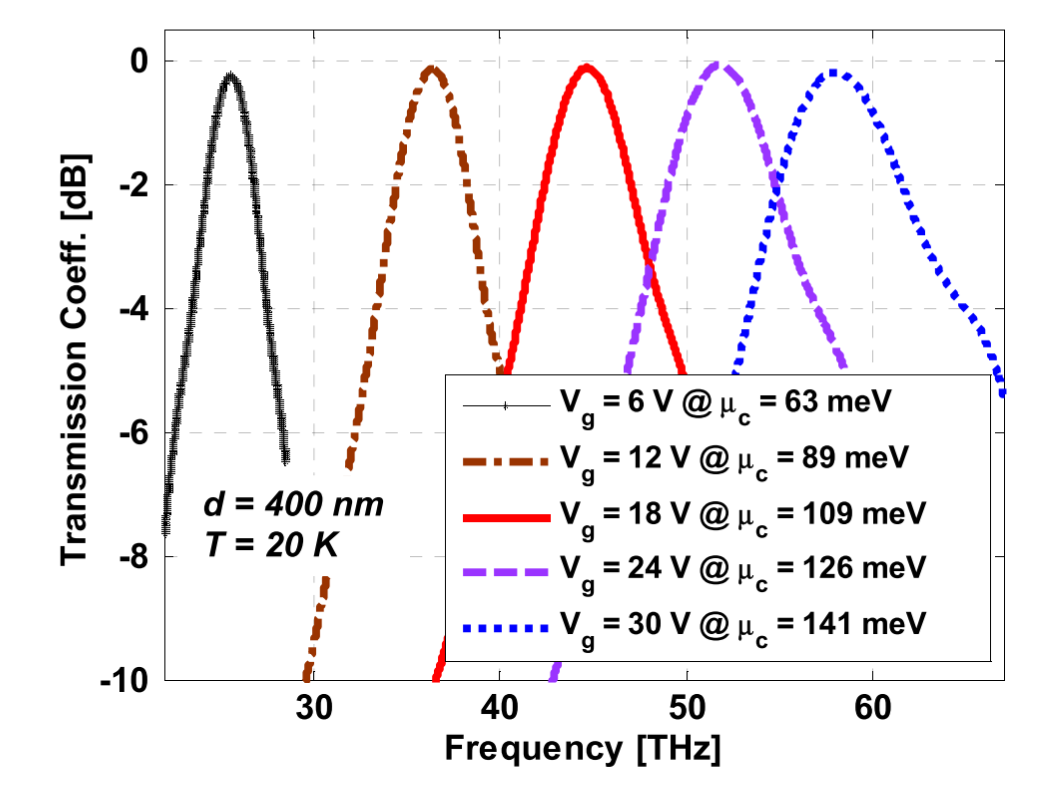 Transmission Coeff. [dB]
0
-2
-4
-6
-8
-10
d = 400 nm
T = 20 K
V_g = 6 V @ μ_c = 63 meV
V_g = 12 V @ μ_c = 89 meV
V_g = 18 V @ μ_c = 109 meV
V_g = 24 V @ μ_c = 126 meV
V_g = 30 V @ μ_c = 141 meV
30 40 50 60
Frequency [THz]